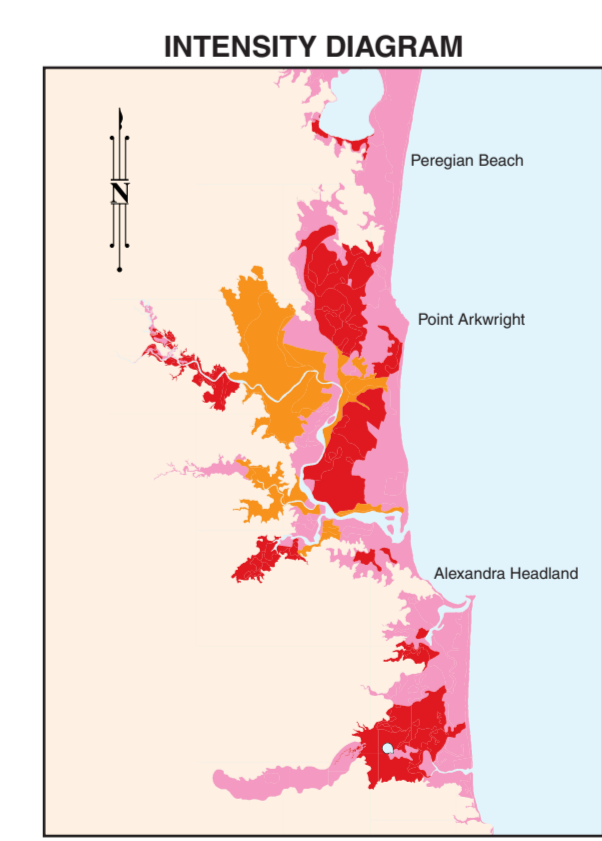 INTENSITY DIAGRAM
Peregian Beach
N
Point Arkwright
Alexandra Headland